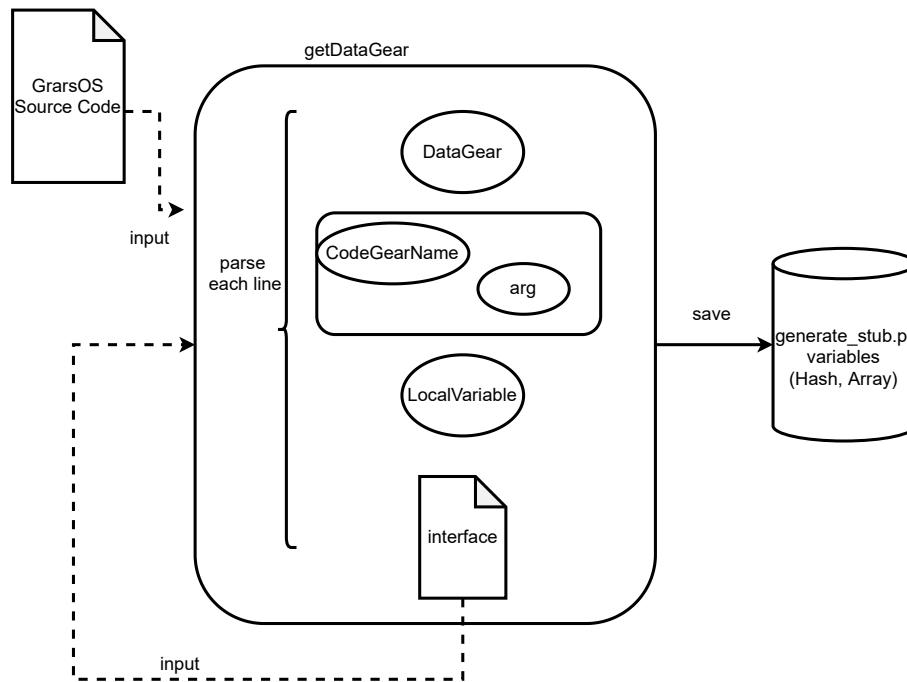 getDataGear
GrarsOS
Source Code
input
parse
each line
DataGear
CodeGearName
arg
LocalVariable
interface
input
save
generate_stub.p
variables
(Hash, Array)